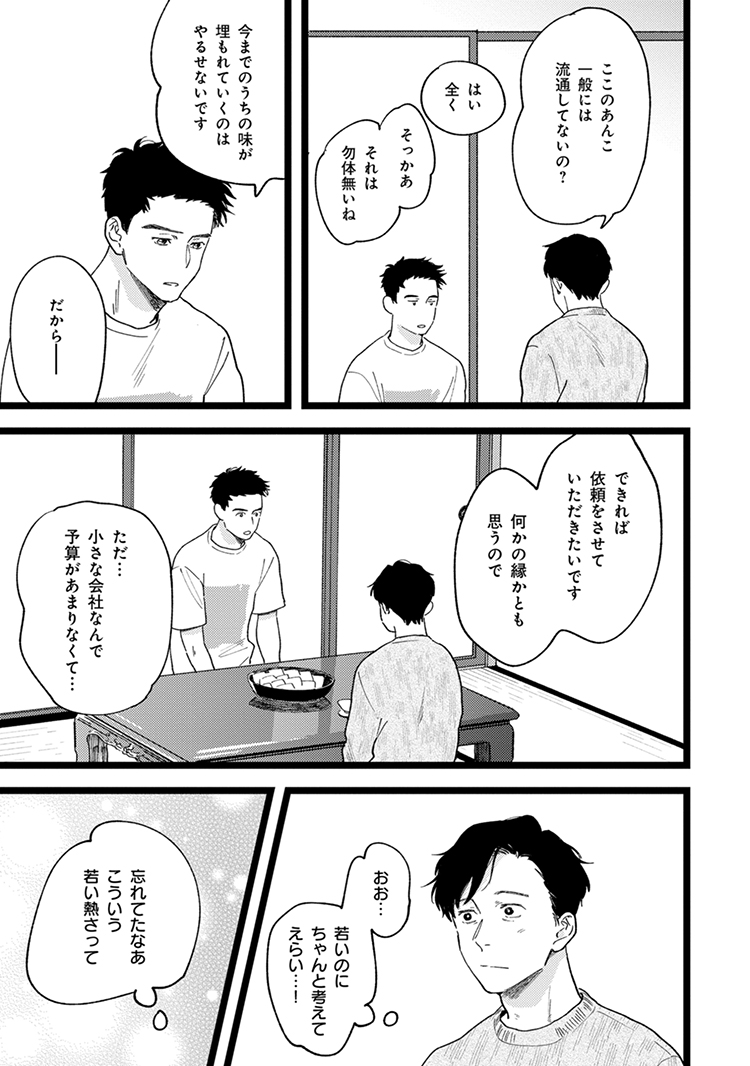 ここのあんこ
一般には
流通してないの？
はい
全く
そっかあ
それは
勿体無いね
今までのうちの味が
埋もれていくのは
やるせないです
だから――
できれば
依頼をさせて
いただきたいです
何かの縁かとも
思うので
ただ…
小さな会社なんで
予算があまりなくて…
おお…
若いのに
ちゃんと考えて
えらい…！
忘れてたなあ
こういう
若い熱さって